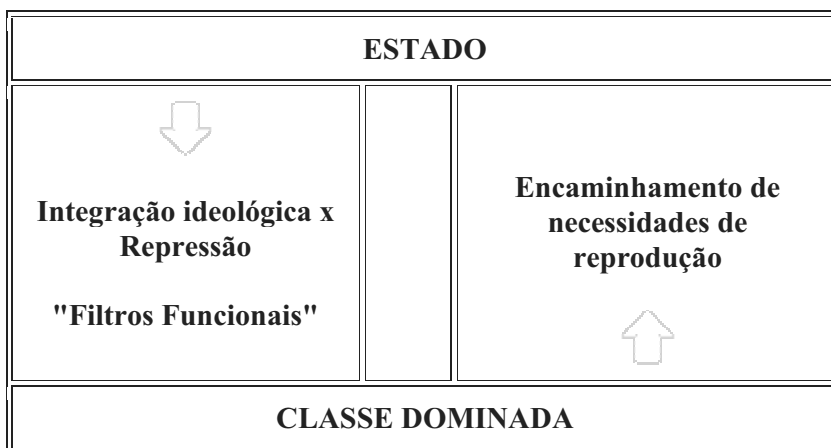 ESTADO
Integração ideológica x
Repressão
"Filtros Funcionais"
Encaminhamento de
necessidades de
reprodução
CLASSE DOMINADA